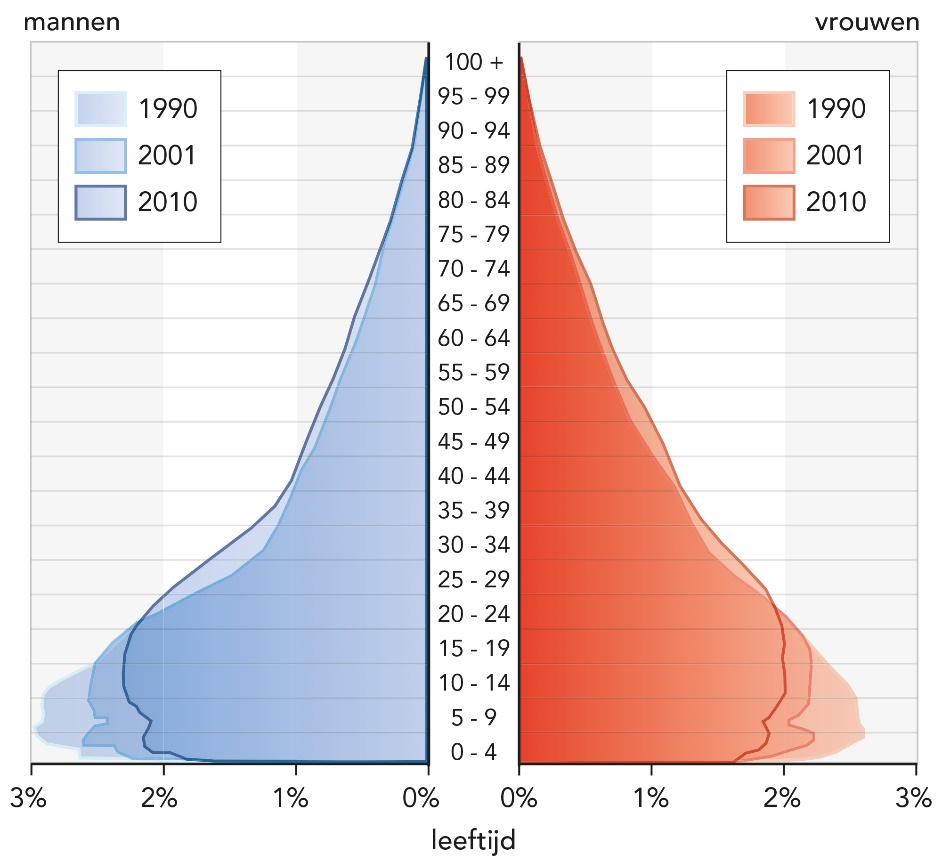 mannen
vrouwen
1990
2001
2010
1990
2001
2010
100 +
95 - 99
90 - 94
85 - 89
80 - 84
75 - 79
70 - 74
65 - 69
60 - 64
55 - 59
50 - 54
45 - 49
40 - 44
35 - 39
30 - 34
25 - 29
20 - 24
15 - 19
10 - 14
5 - 9
0 - 4
3% 2% 1% 0% 0% 1% 2% 3%
leeftijd